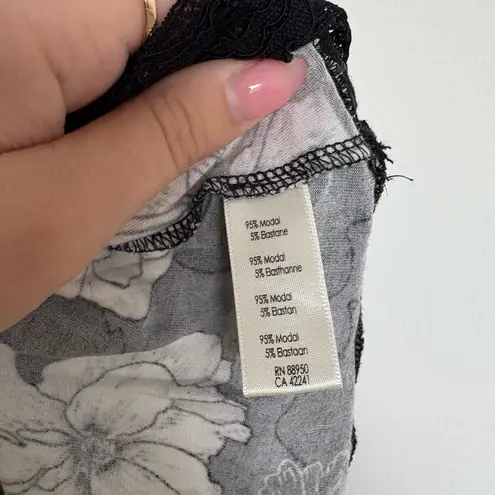 95% Modal
5% Elastane
95% Modal
5% Elasthanne
95% Modal
5% Elastan
95% Modal
5% Elastaan
RN 88950
CA 42241